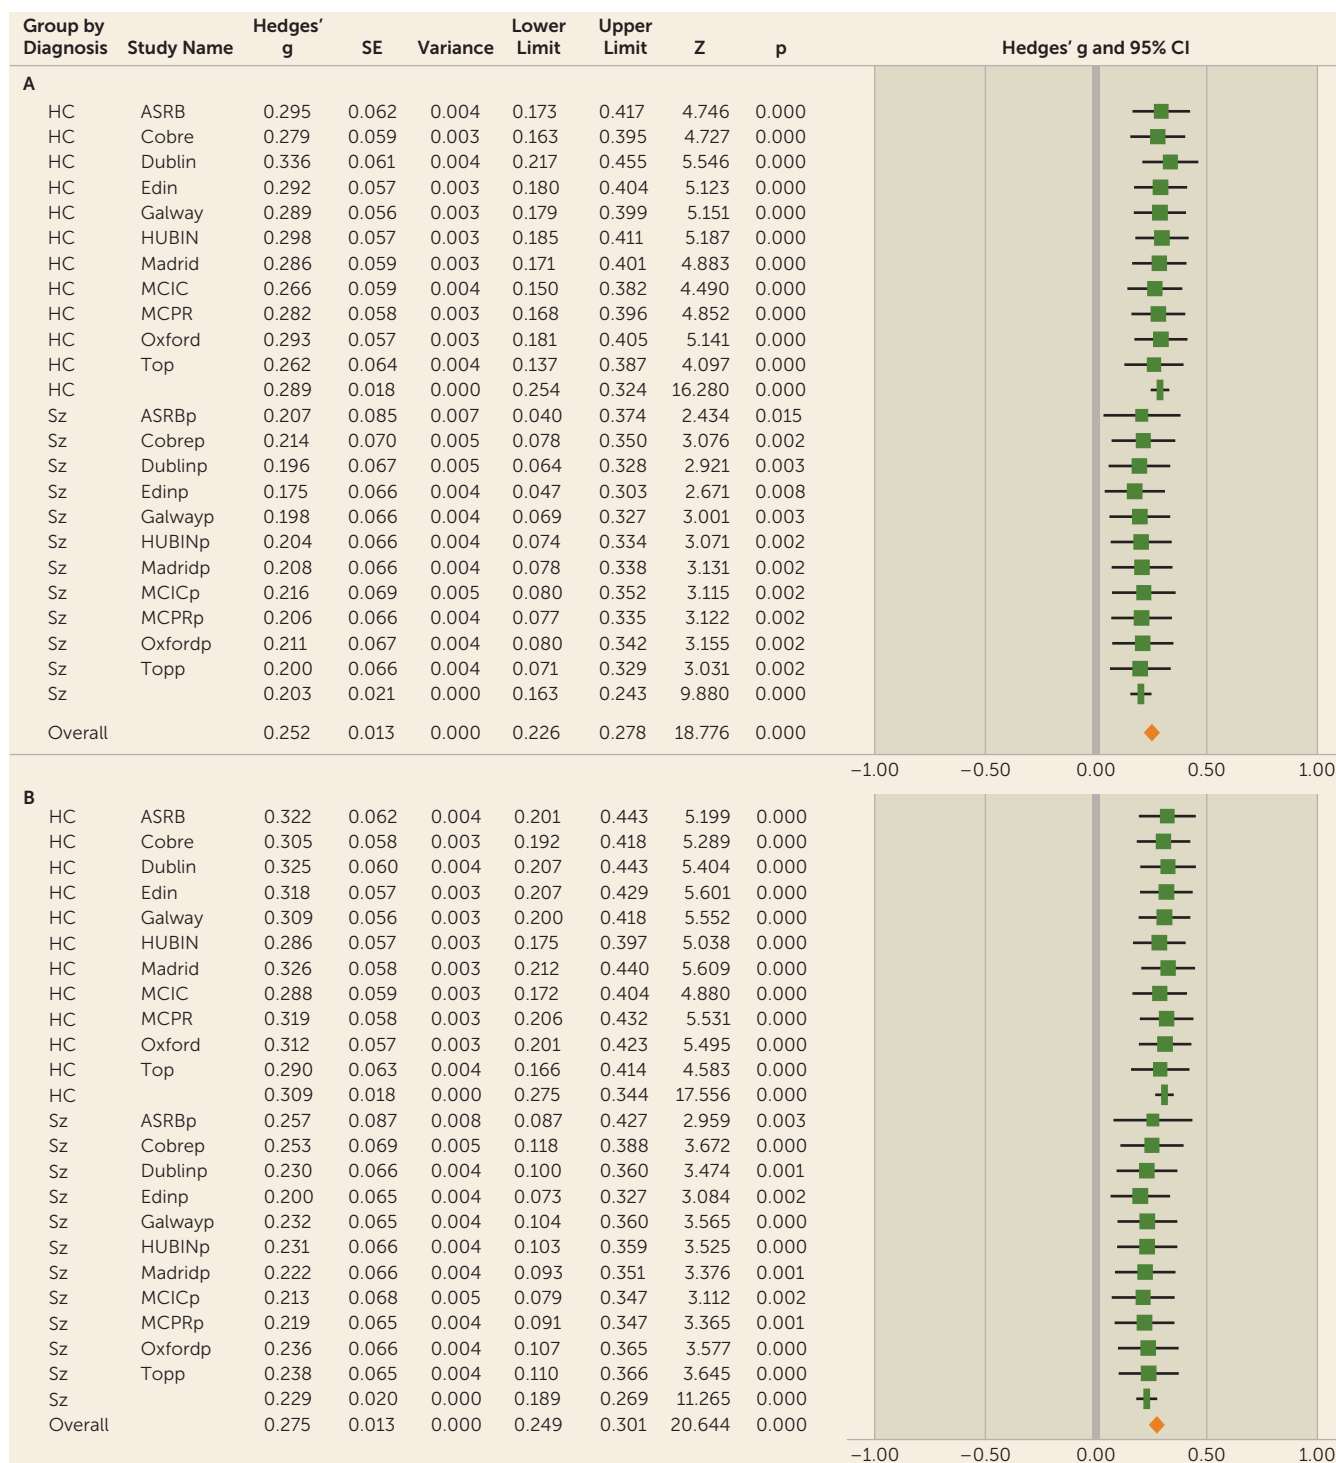 Group by Diagnosis Study Name Hedges’ g SE Variance Lower Limit Upper Limit Z p Hedges’ g and 95% CI
A
HC ASRB 0.295 0.062 0.004 0.173 0.417 4.746 0.000
HC Cobre 0.279 0.059 0.003 0.163 0.395 4.727 0.000
HC Dublin 0.336 0.061 0.004 0.217 0.455 5.546 0.000
HC Edin 0.292 0.057 0.003 0.180 0.404 5.123 0.000
HC Galway 0.289 0.056 0.003 0.179 0.399 5.151 0.000
HC HUBIN 0.298 0.057 0.003 0.185 0.411 5.187 0.000
HC Madrid 0.286 0.059 0.003 0.171 0.401 4.883 0.000
HC MCIC 0.266 0.059 0.004 0.150 0.382 4.490 0.000
HC MCPR 0.282 0.058 0.003 0.168 0.396 4.852 0.000
HC Oxford 0.293 0.057 0.003 0.181 0.405 5.141 0.000
HC Top 0.262 0.064 0.004 0.137 0.387 4.097 0.000
HC 0.289 0.018 0.000 0.254 0.324 16.280 0.000
Sz ASRBp 0.207 0.085 0.007 0.040 0.374 2.434 0.015
Sz Cobrep 0.214 0.070 0.005 0.078 0.350 3.076 0.002
Sz Dublinp 0.196 0.067 0.005 0.064 0.328 2.921 0.003
Sz Edinp 0.175 0.066 0.004 0.047 0.303 2.671 0.008
Sz Galwayp 0.198 0.066 0.004 0.069 0.327 3.001 0.003
Sz HUBINp 0.204 0.066 0.004 0.074 0.334 3.071 0.002
Sz Madridp 0.208 0.066 0.004 0.078 0.338 3.131 0.002
Sz MCICp 0.216 0.069 0.005 0.080 0.352 3.115 0.002
Sz MCPRp 0.206 0.066 0.004 0.077 0.335 3.122 0.002
Sz Oxfordp 0.211 0.067 0.004 0.080 0.342 3.155 0.002
Sz Topp 0.200 0.066 0.004 0.071 0.329 3.031 0.002
Sz 0.203 0.021 0.000 0.163 0.243 9.880 0.000
Overall 0.252 0.013 0.000 0.226 0.278 18.776 0.000
−1.00 −0.50 0.00 0.50 1.00
B
HC ASRB 0.322 0.062 0.004 0.201 0.443 5.199 0.000
HC Cobre 0.305 0.058 0.003 0.192 0.418 5.289 0.000
HC Dublin 0.325 0.060 0.004 0.207 0.443 5.404 0.000
HC Edin 0.318 0.057 0.003 0.207 0.429 5.601 0.000
HC Galway 0.309 0.056 0.003 0.200 0.418 5.552 0.000
HC HUBIN 0.286 0.057 0.003 0.175 0.397 5.038 0.000
HC Madrid 0.326 0.058 0.003 0.212 0.440 5.609 0.000
HC MCIC 0.288 0.059 0.003 0.172 0.404 4.880 0.000
HC MCPR 0.319 0.058 0.003 0.206 0.432 5.531 0.000
HC Oxford 0.312 0.057 0.003 0.201 0.423 5.495 0.000
HC Top 0.290 0.063 0.004 0.166 0.414 4.583 0.000
HC 0.309 0.018 0.000 0.275 0.344 17.556 0.000
Sz ASRBp 0.257 0.087 0.008 0.087 0.427 2.959 0.003
Sz Cobrep 0.253 0.069 0.005 0.118 0.388 3.672 0.000
Sz Dublinp 0.230 0.066 0.004 0.100 0.360 3.474 0.001
Sz Edinp 0.200 0.065 0.004 0.073 0.327 3.084 0.002
Sz Galwayp 0.232 0.065 0.004 0.104 0.360 3.565 0.000
Sz HUBINp 0.231 0.066 0.004 0.103 0.359 3.525 0.000
Sz Madridp 0.222 0.066 0.004 0.093 0.351 3.376 0.001
Sz MCICp 0.213 0.068 0.005 0.079 0.347 3.112 0.002
Sz MCPRp 0.219 0.065 0.004 0.091 0.347 3.365 0.001
Sz Oxfordp 0.236 0.066 0.004 0.107 0.365 3.577 0.000
Sz Topp 0.238 0.065 0.004 0.110 0.366 3.645 0.000
Sz 0.229 0.020 0.000 0.189 0.269 11.265 0.000
Overall 0.275 0.013 0.000 0.249 0.301 20.644 0.000
−1.00 −0.50 0.00 0.50 1.00